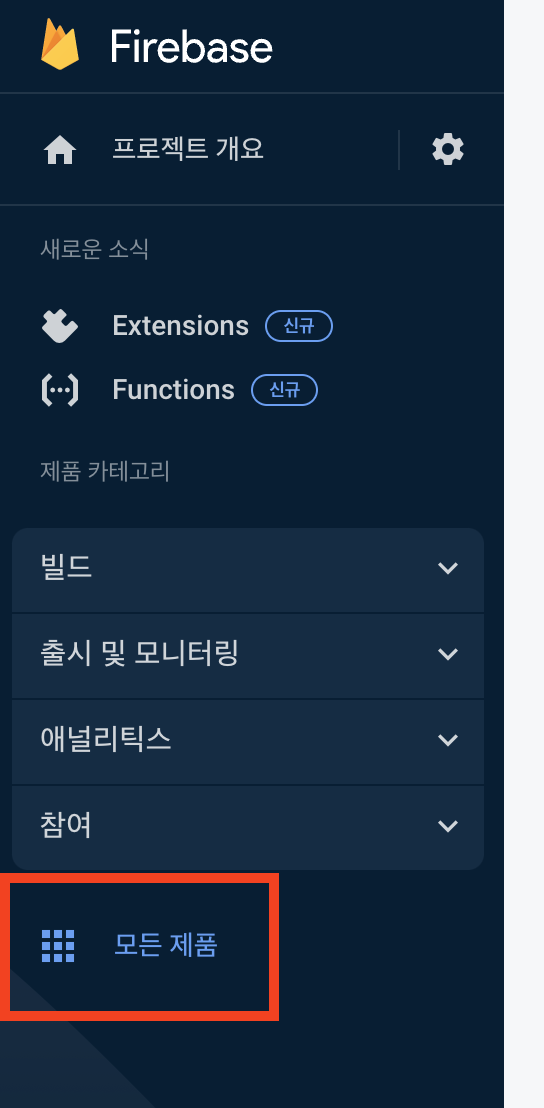 Firebase
프로젝트 개요
새로운 소식
Extensions 신규
Functions 신규
제품 카테고리
빌드
출시 및 모니터링
애널리틱스
참여
모든 제품